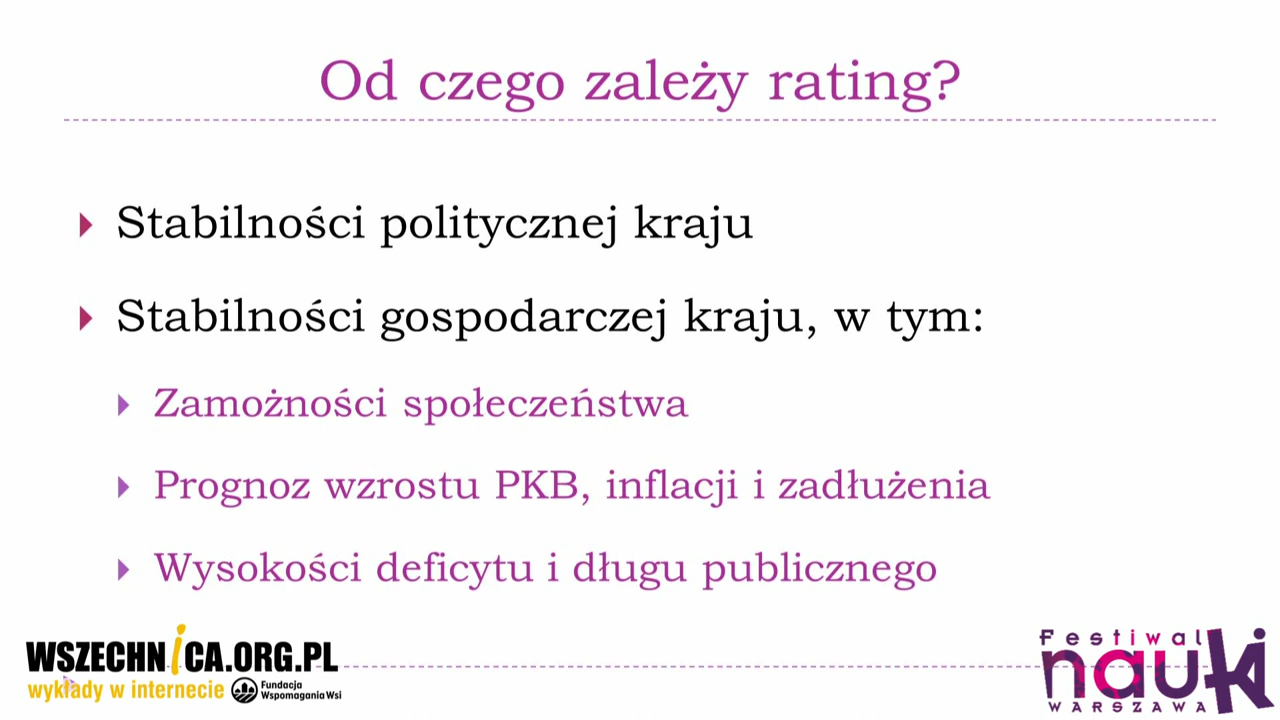 Od czego zależy rating?
Stabilności politycznej kraju
Stabilności gospodarczej kraju, w tym:
Zamożności społeczeństwa
Prognoz wzrostu PKB, inflacji i zadłużenia
Wysokości deficytu i długu publicznego
WSZECHNiCA.ORG.PL
wykłady w internecie
Fundacja
Wspomagania Wsi
Festiwal
nauki
WARSZAWA